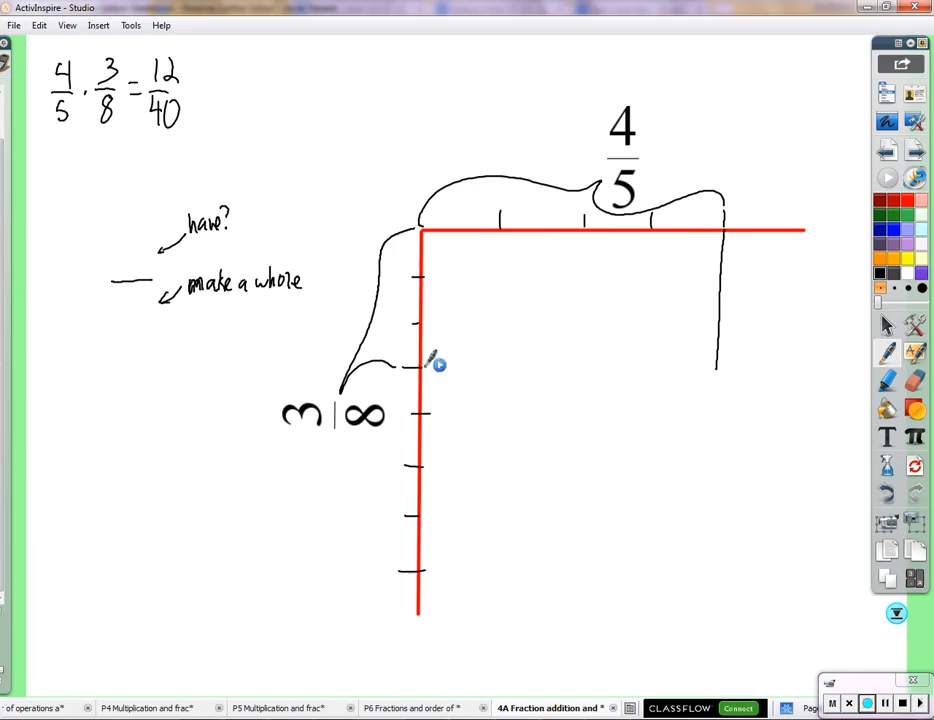 ActivInspire - Studio
File Edit View Insert Tools
4/5 · 3/8 = 12/40
4
5
have?
make a whole
3
8
r of operations a*
P4 Multiplication and frac*
P5 Multiplication and frac*
P6 Fractions and order of *
4A Fraction addition and *
CLASSFLOW
Connect
Page
M